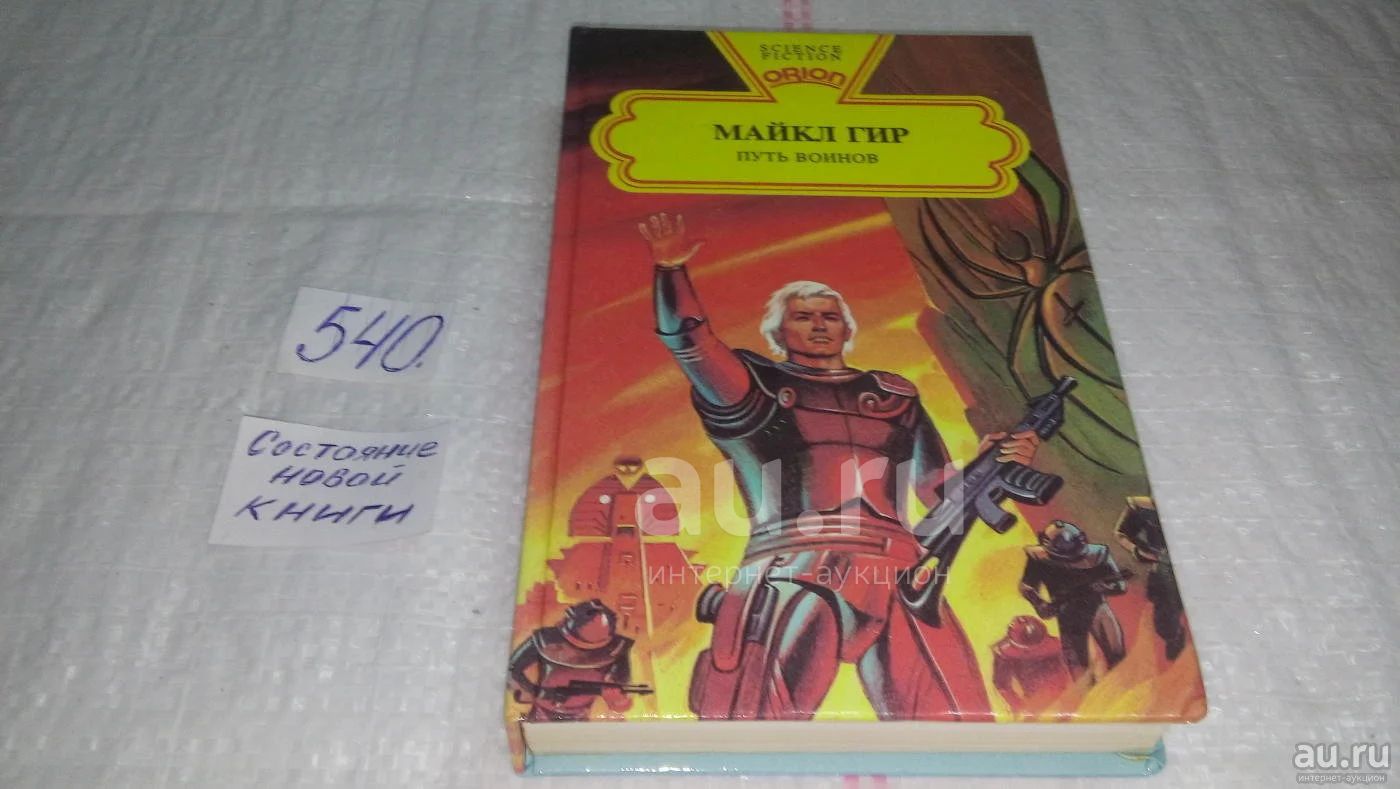 SCIENCE
FICTION
ORION
МАЙКЛ ГИР
ПУТЬ ВОИНОВ
540.
Состояние
новой
книги
au.ru
интернет-аукцион
au.ru
интернет-аукцион